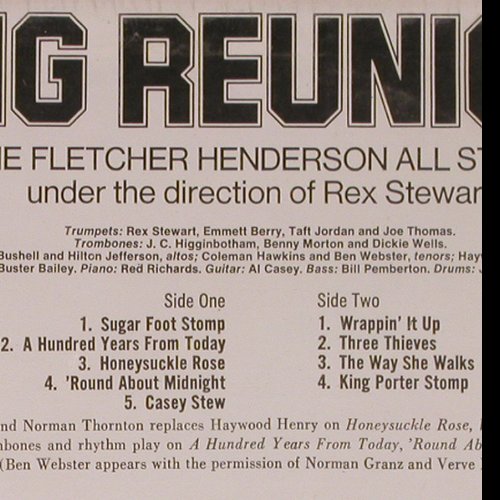 NG REUNIO
HE FLETCHER HENDERSON ALL ST
under the direction of Rex Stewar
Trumpets: Rex Stewart, Emmett Berry, Taft Jordan and Joe Thomas.
Trombones: J. C. Higginbotham, Benny Morton and Dickie Wells.
Bushell and Hilton Jefferson, altos; Coleman Hawkins and Ben Webster, tenors; Hay
Buster Bailey. Piano: Red Richards. Guitar: Al Casey. Bass: Bill Pemberton. Drums: J
Side One
1. Sugar Foot Stomp
2. A Hundred Years From Today
3. Honeysuckle Rose
4. 'Round About Midnight
5. Casey Stew
Side Two
1. Wrappin' It Up
2. Three Thieves
3. The Way She Walks
4. King Porter Stomp
nd Norman Thornton replaces Haywood Henry on Honeysuckle Rose,
mbones and rhythm play on A Hundred Years From Today, 'Round Ab
(Ben Webster appears with the permission of Norman Granz and Verve